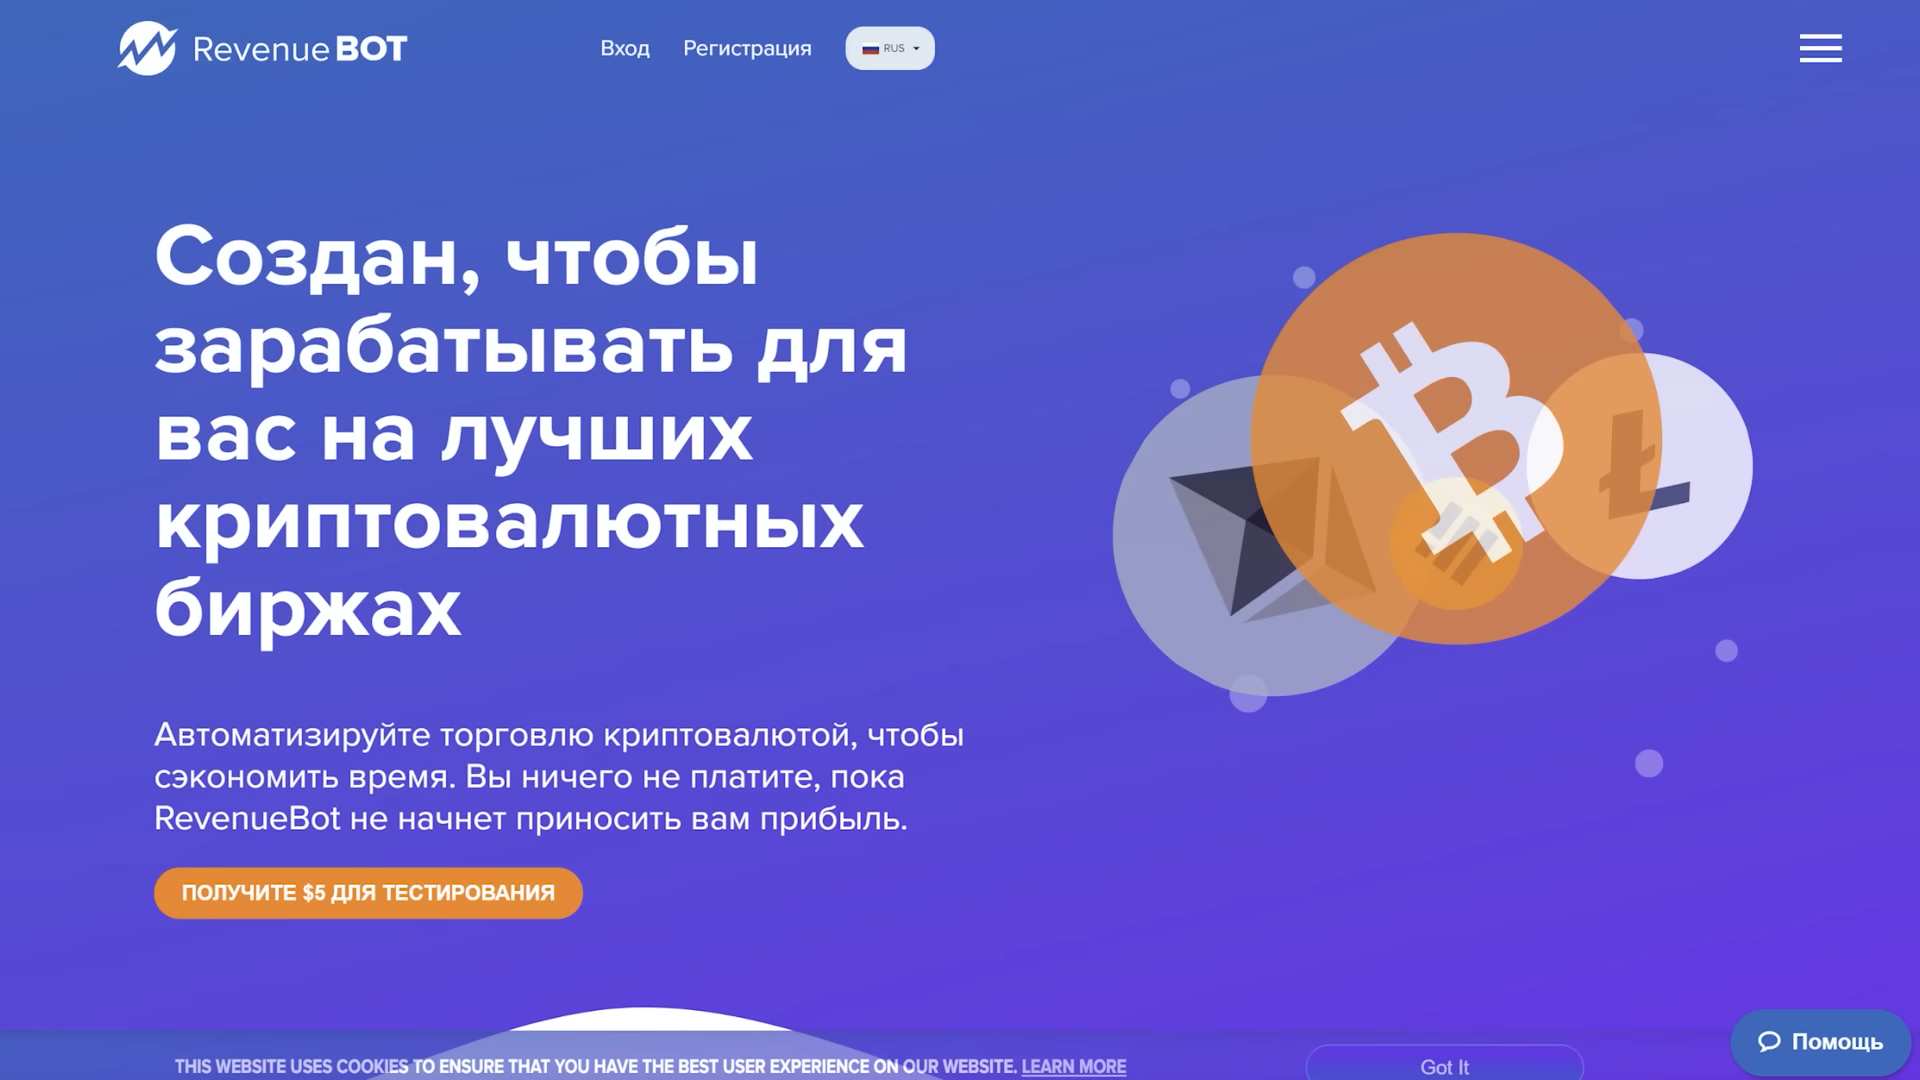 RevenueBOT
Вход
Регистрация
RUS
Создан, чтобы
зарабатывать для
вас на лучших
криптовалютных
биржах
Автоматизируйте торговлю криптовалютой, чтобы
сэкономить время. Вы ничего не платите, пока
RevenueBot не начнет приносить вам прибыль.
ПОЛУЧИТЕ $5 ДЛЯ ТЕСТИРОВАНИЯ
THIS WEBSITE USES COOKIES TO ENSURE THAT YOU HAVE THE BEST USER EXPERIENCE ON OUR WEBSITE. LEARN MORE
Got It
Помощь